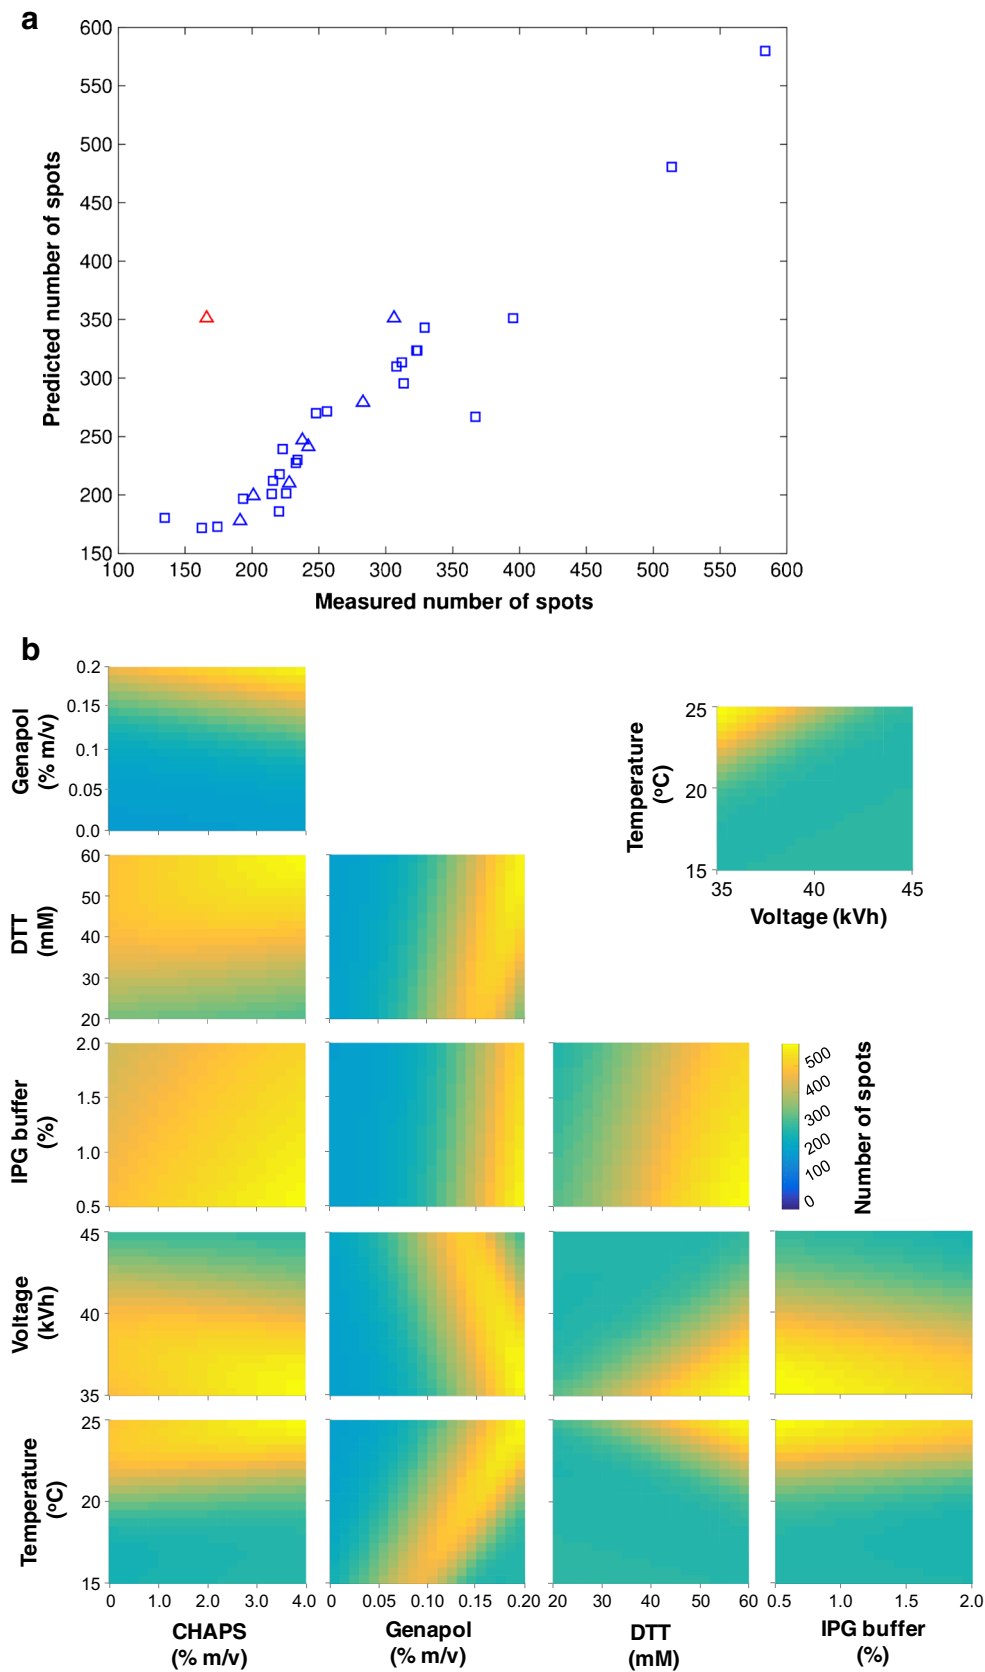 a
600
550
500
450
400
350
300
250
200
150
100 150 200 250 300 350 400 450 500 550 600
Predicted number of spots
Measured number of spots
b
0.2
0.15
0.1
0.05
0.0
Genapol
(% m/v)
25
20
15
35 40 45
Temperature
(ºC)
Voltage (kVh)
60
50
40
30
20
DTT
(mM)
2.0
1.5
1.0
0.5
IPG buffer
(%)
500
400
300
200
100
0
Number of spots
45
40
35
Voltage
(kVh)
25
20
15
Temperature
(ºC)
0 1.0 2.0 3.0 4.0
0 0.05 0.10 0.15 0.20
20 30 40 50 60
0.5 1.0 1.5 2.0
CHAPS
(% m/v)
Genapol
(% m/v)
DTT
(mM)
IPG buffer
(%)